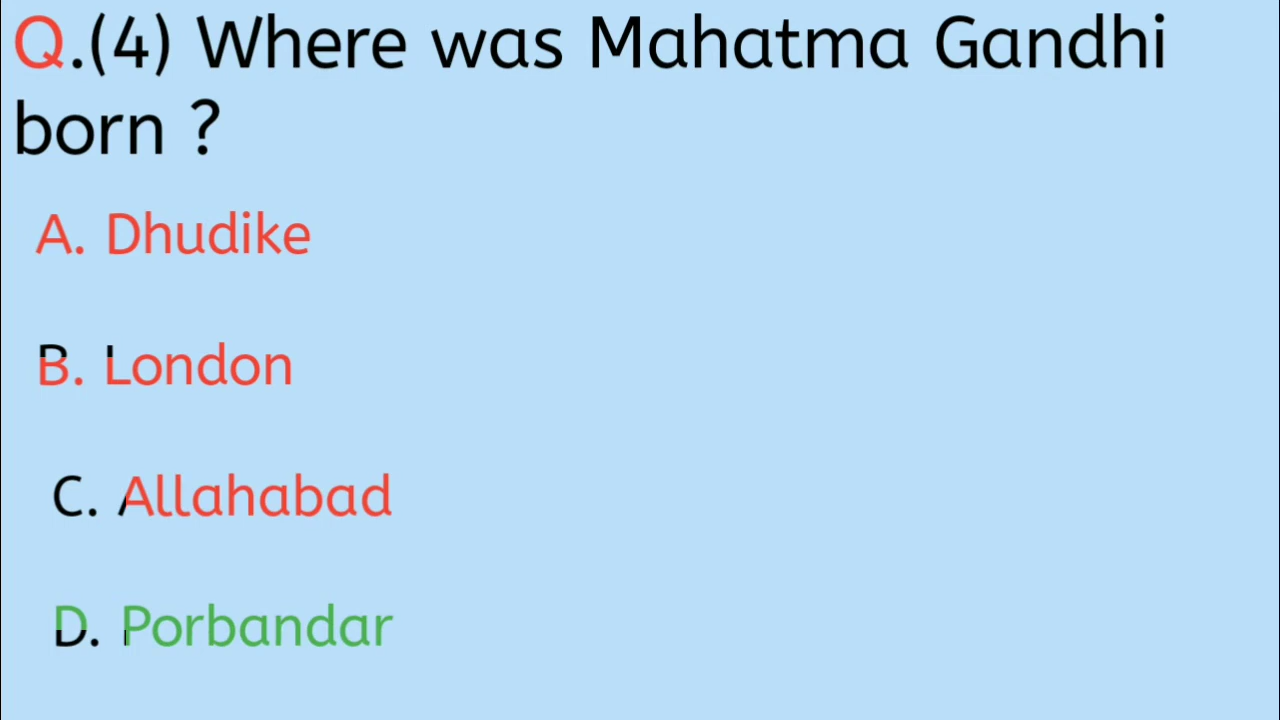 Q.(4) Where was Mahatma Gandhi
born ?
A. Dhudike
B. London
C. Allahabad
D. Porbandar